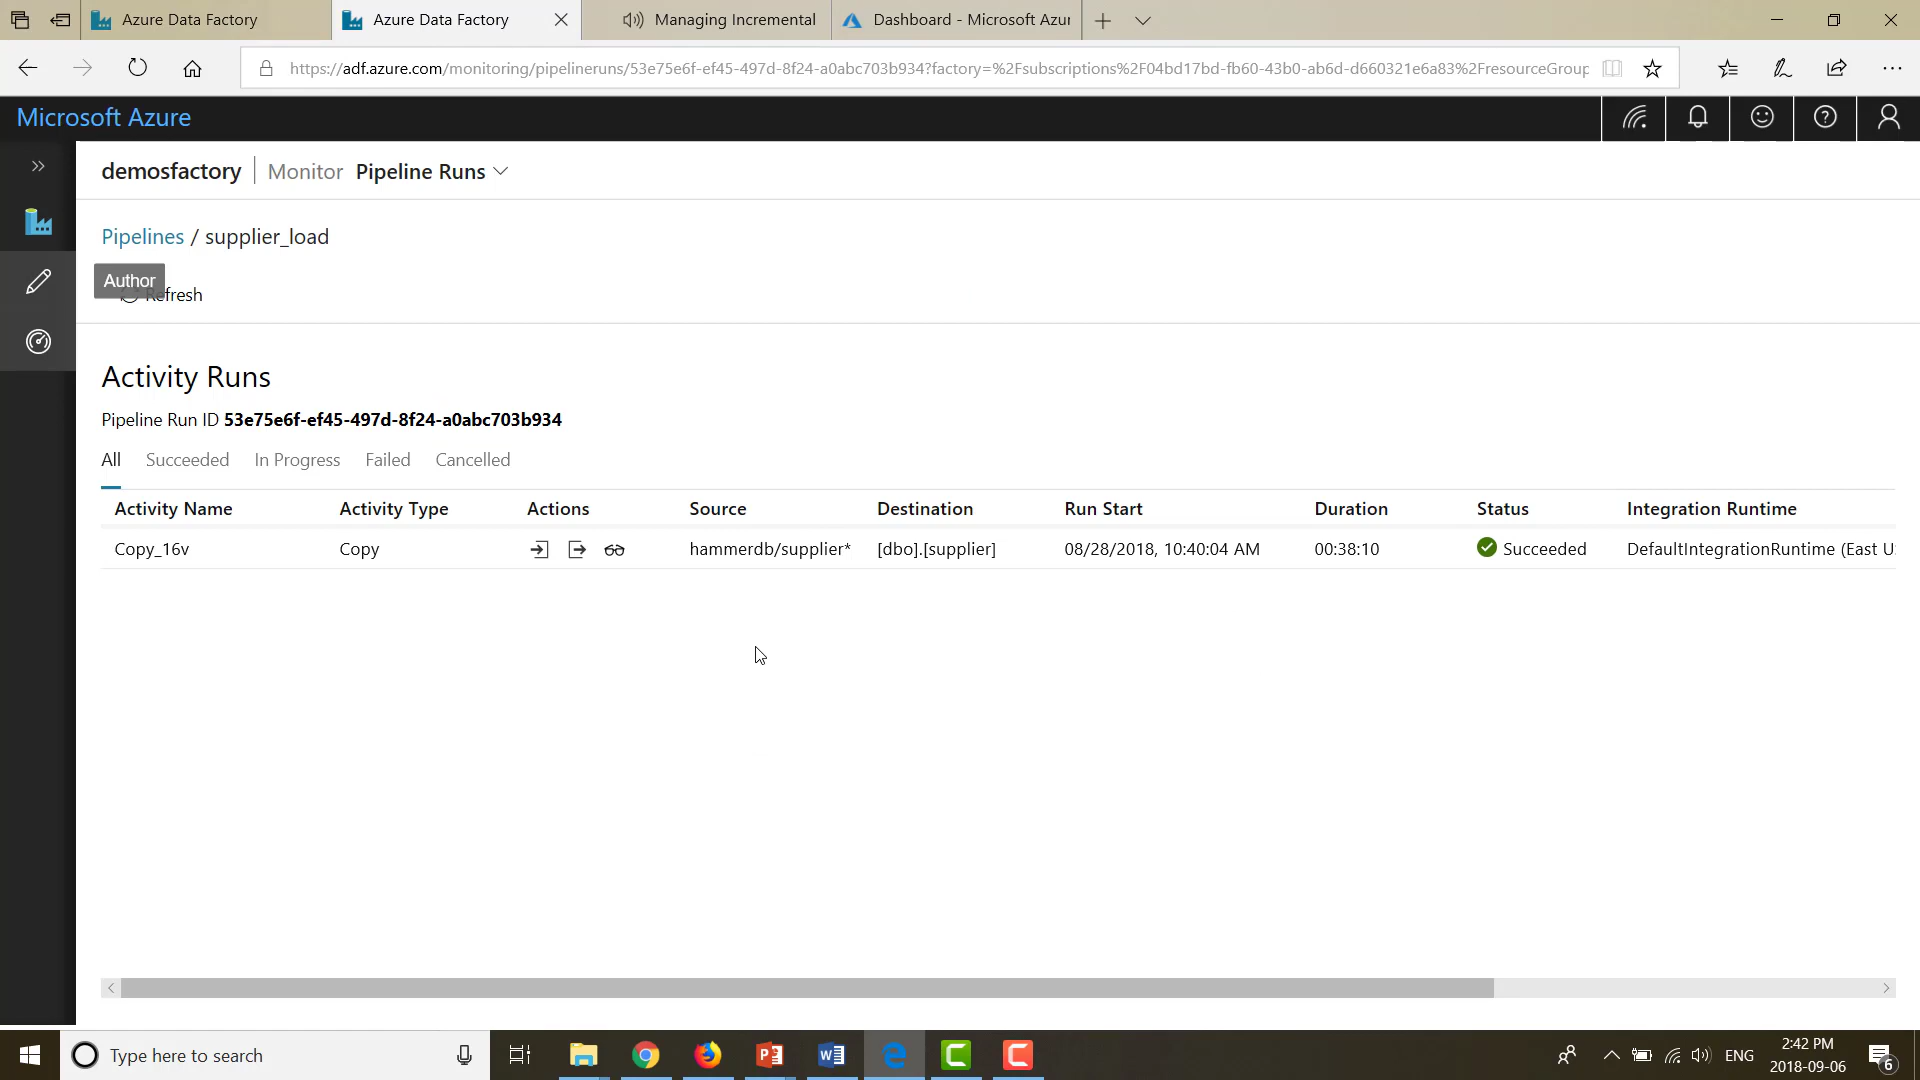 Azure Data Factory
Azure Data Factory
Managing Incremental
Dashboard - Microsoft Azur
https://adf.azure.com/monitoring/pipelineruns/53e75e6f-ef45-497d-8f24-a0abc703b934?factory=%2Fsubscriptions%2F04bd17bd-fb60-43b0-ab6d-d660321e6a83%2FresourceGroup
Microsoft Azure
demosfactory
Monitor
Pipeline Runs
Pipelines / supplier_load
Author
Refresh
Activity Runs
Pipeline Run ID 53e75e6f-ef45-497d-8f24-a0abc703b934
All Succeeded In Progress Failed Cancelled
Activity Name Activity Type Actions Source Destination Run Start Duration Status Integration Runtime
Copy_16v Copy hammerdb/supplier* [dbo].[supplier] 08/28/2018, 10:40:04 AM 00:38:10 Succeeded DefaultIntegrationRuntime (East U
Type here to search
ENG
2:42 PM
2018-09-06
6